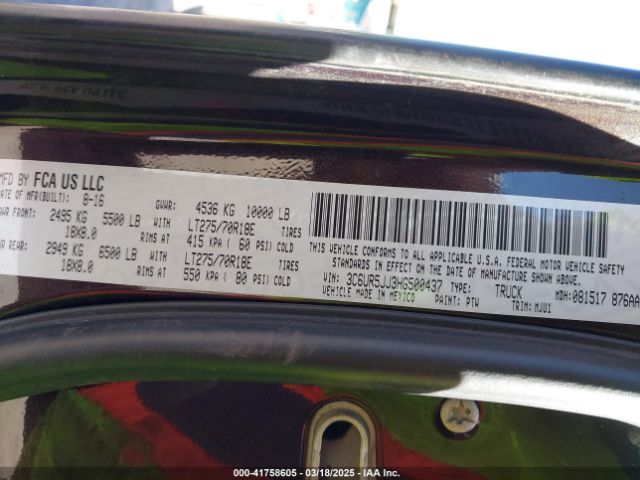 MFD BY FCA US LLC
DATE OF MFR(BUILT): 8-16 GVWR: 4536 KG 10000 LB
GAWR FRONT: 2495 KG 5500 LB WITH LT275/70R18E TIRES
18X8.0 RIMS AT 415 KPA ( 60 PSI) COLD
GAWR REAR: 2949 KG 6500 LB WITH LT275/70R18E TIRES
18X8.0 RIMS AT 550 KPA ( 80 PSI) COLD
THIS VEHICLE CONFORMS TO ALL APPLICABLE U.S.A. FEDERAL MOTOR VEHICLE SAFETY
STANDARDS IN EFFECT ON THE DATE OF MANUFACTURE SHOWN ABOVE.
VIN: 3C6UR5JJ3HG500437 TYPE: TRUCK
VEHICLE MADE IN MEXICO PAINT: PTW TRIM: MJU1 MDH:081517 876AA
000-41758605 - 03/18/2025 - IAA Inc.